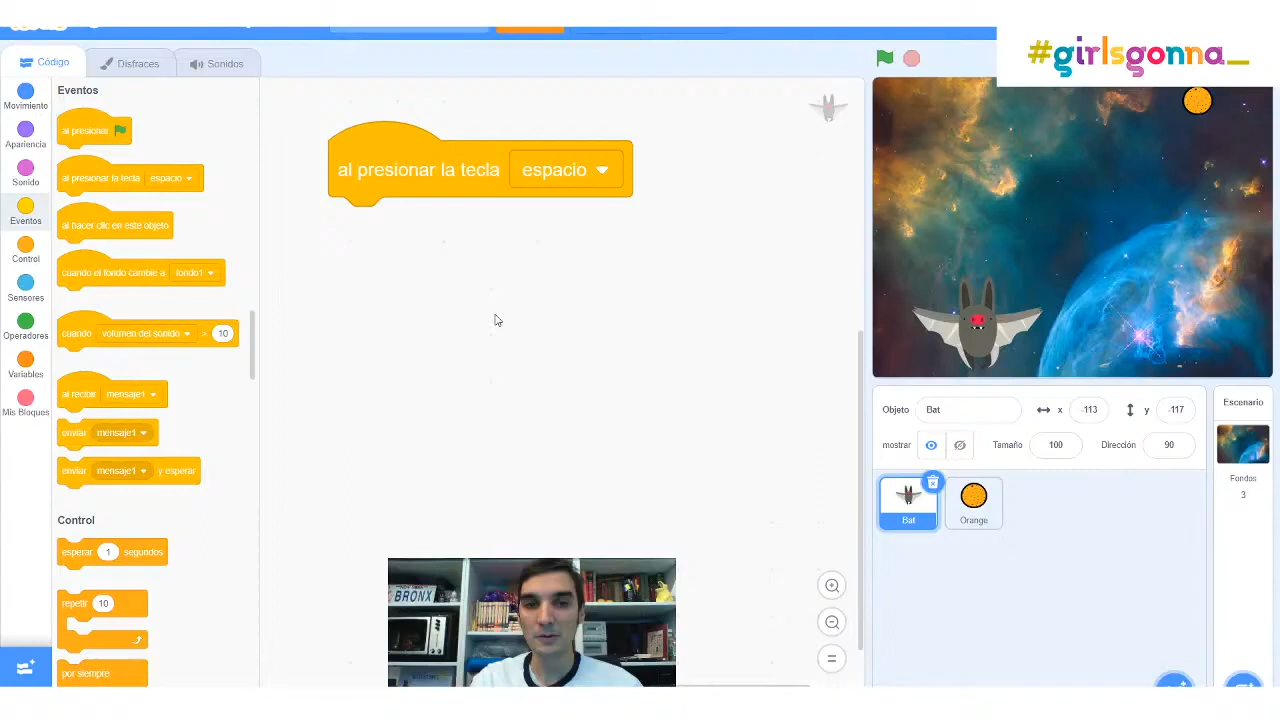 #girlsgonna_
Código
Disfraces
Sonidos
Movimiento
Apariencia
Sonido
Eventos
Control
Sensores
Operadores
Variables
Mis Bloques
Eventos
al presionar
al presionar la tecla espacio
al hacer clic en este objeto
cuando el fondo cambie a fondo1
cuando volumen del sonido > 10
al recibir mensaje1
enviar mensaje1
enviar mensaje1 y esperar
Control
esperar 1 segundos
repetir 10
por siempre
al presionar la tecla espacio
BRONX
Objeto Bat x -113 y -117
mostrar Tamaño 100 Dirección 90
Bat
Orange
Escenario
Fondos
3